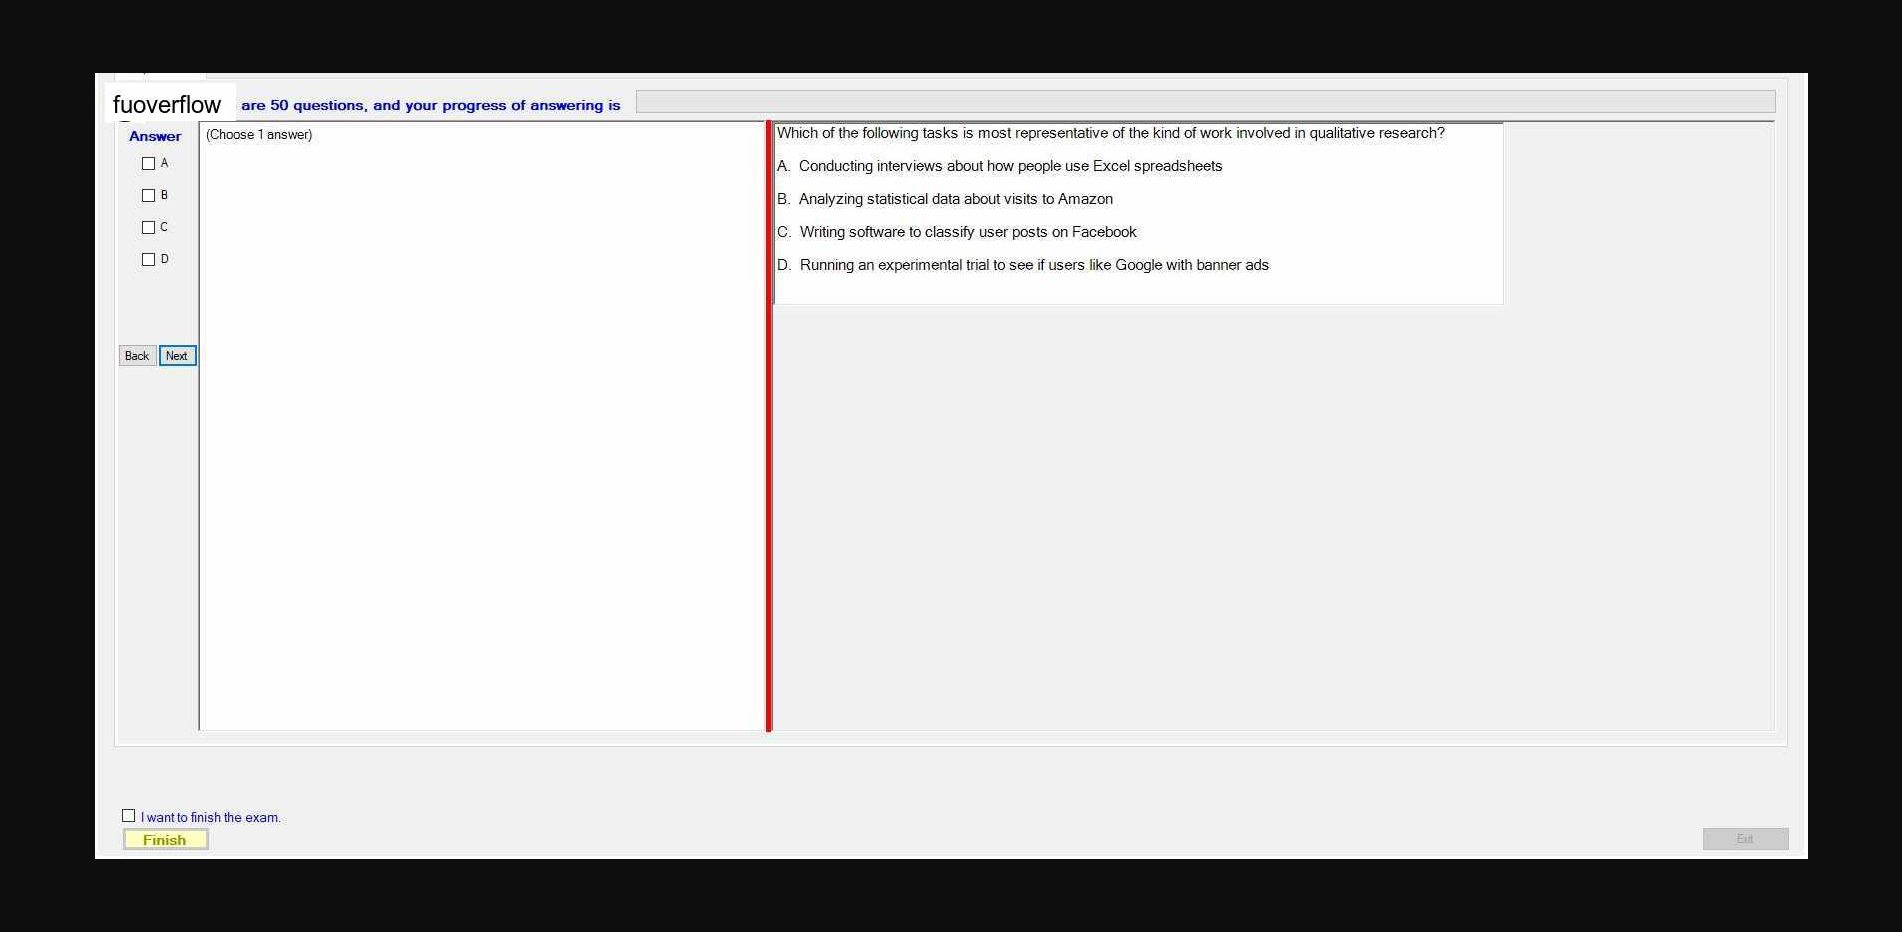 fuoverflow are 50 questions, and your progress of answering is
Answer
(Choose 1 answer)
A
B
C
D
Back Next
Which of the following tasks is most representative of the kind of work involved in qualitative research?
A. Conducting interviews about how people use Excel spreadsheets
B. Analyzing statistical data about visits to Amazon
C. Writing software to classify user posts on Facebook
D. Running an experimental trial to see if users like Google with banner ads
I want to finish the exam.
Finish
Exit